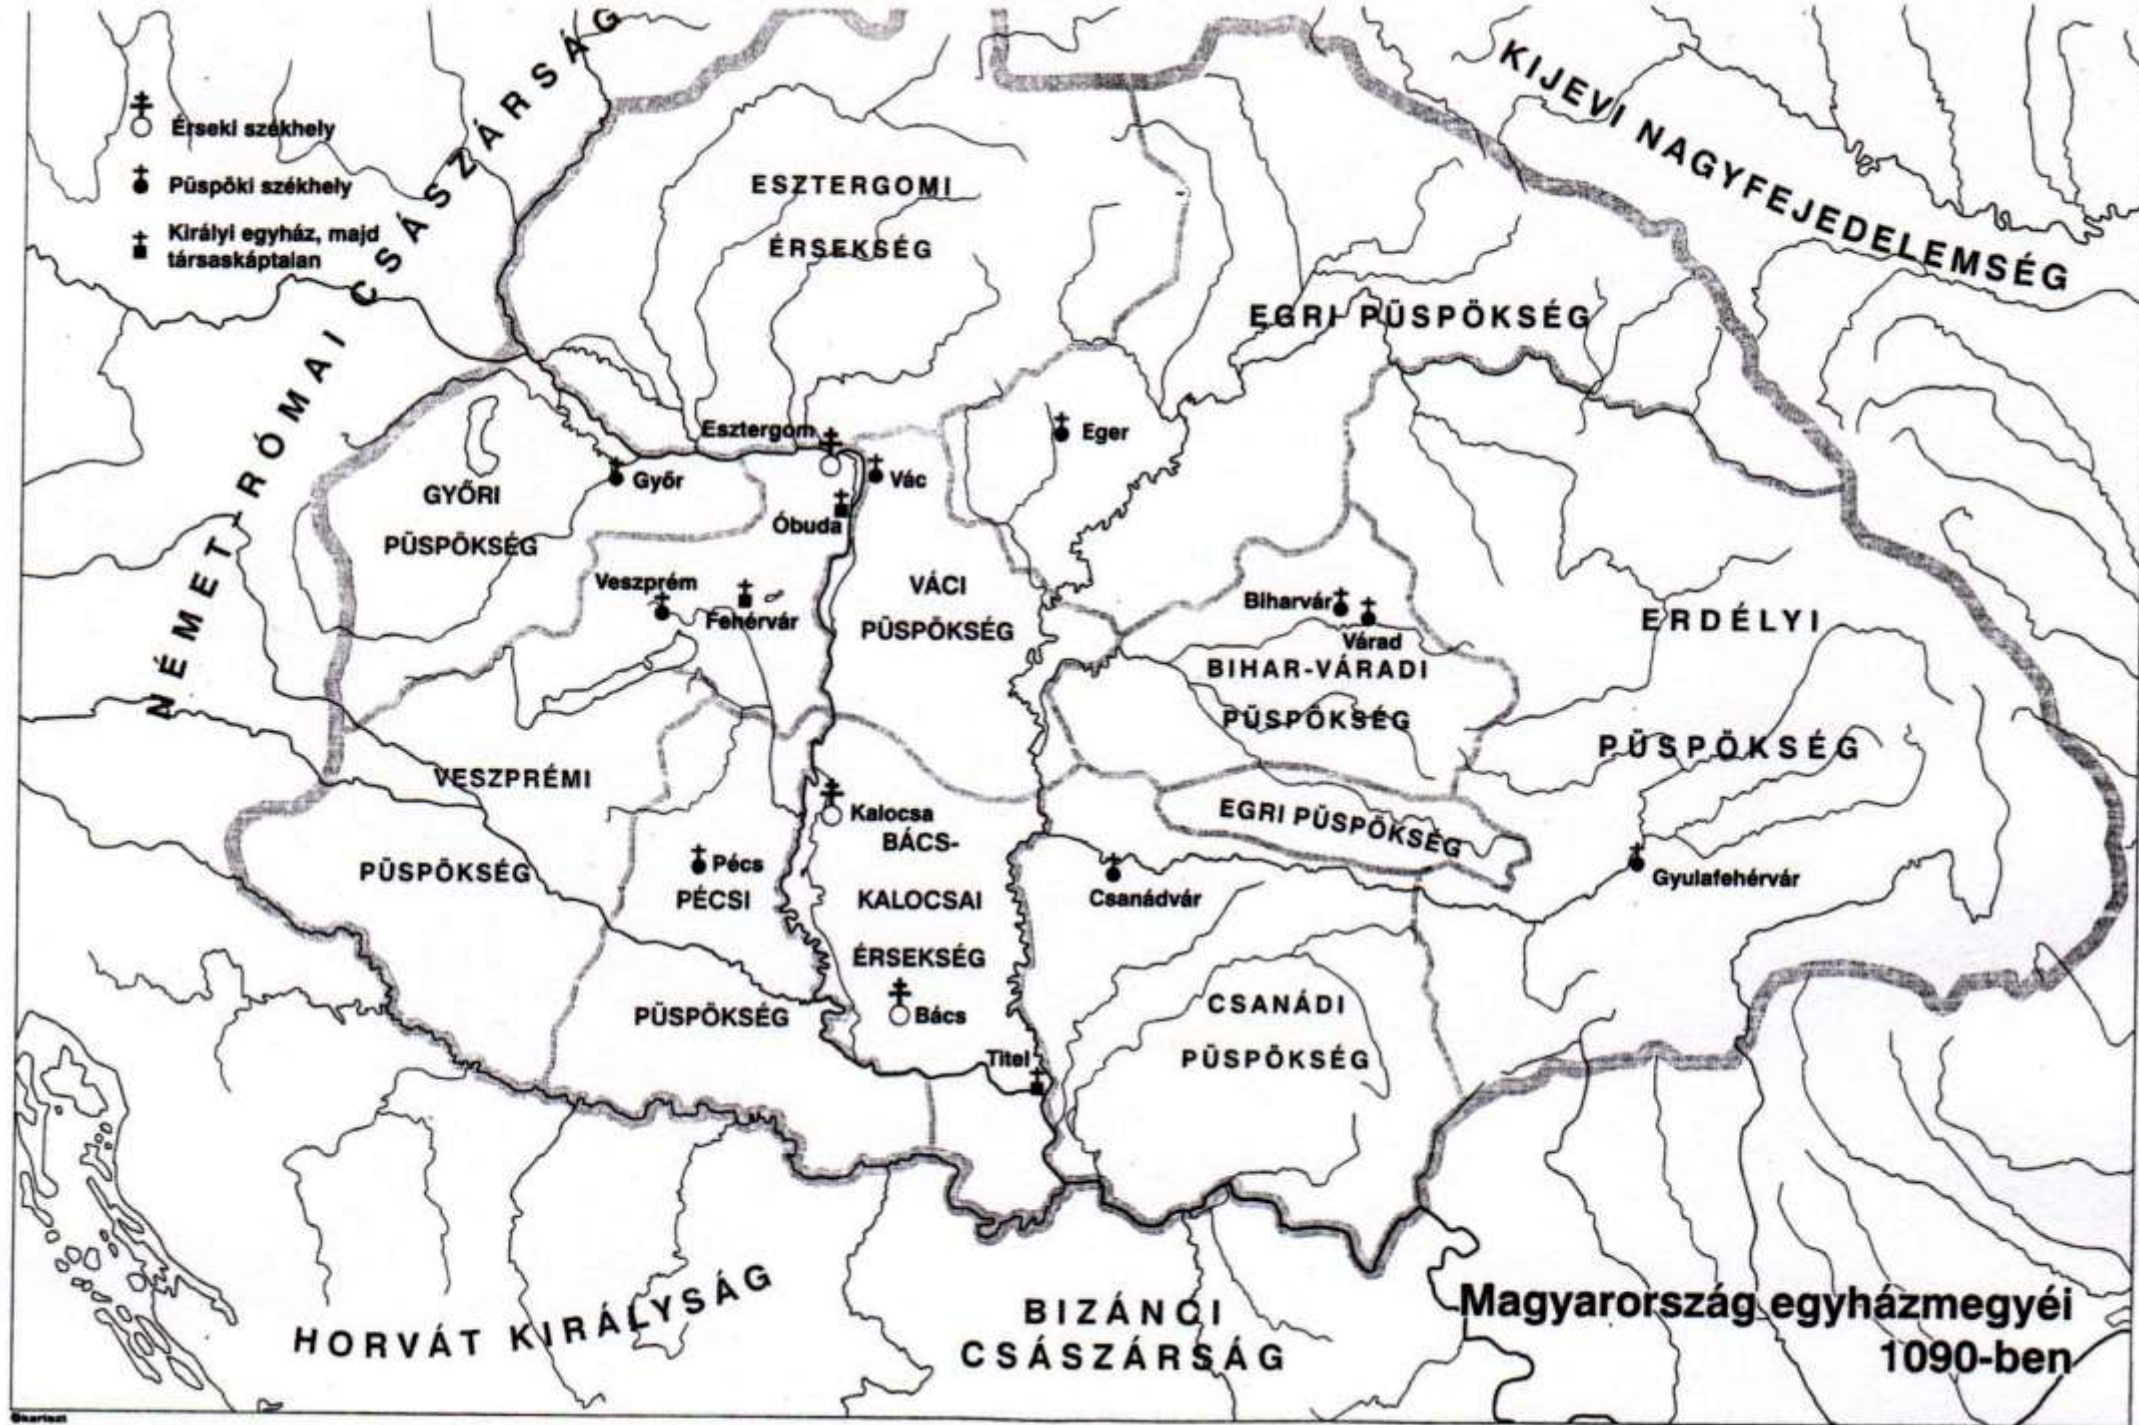 Érseki székhely
Püspöki székhely
Királyi egyház, majd
társaskáptalan
NÉMET-RÓMAI CSÁSZÁRSÁG
KIJEVI NAGYFEJEDELEMSÉG
ESZTERGOMI
ÉRSEKSÉG
EGRI PÜSPÖKSÉG
Esztergom
Eger
Győr
Vác
GYŐRI
PÜSPÖKSÉG
Óbuda
Veszprém
Fehérvár
VÁCI
PÜSPÖKSÉG
Biharvár
Várad
BIHAR-VÁRADI
PÜSPÖKSÉG
ERDÉLYI
PÜSPÖKSÉG
VESZPRÉMI
PÜSPÖKSÉG
Kalocsa
BÁCS-
KALOCSAI
ÉRSEKSÉG
EGRI PÜSPÖKSÉG
Pécs
PÉCSI
PÜSPÖKSÉG
Csanádvár
Gyulafehérvár
Bács
CSANÁDI
PÜSPÖKSÉG
Titel
HORVÁT KIRÁLYSÁG
BIZÁNCI
CSÁSZÁRSÁG
Magyarország egyházmegyéi
1090-ben